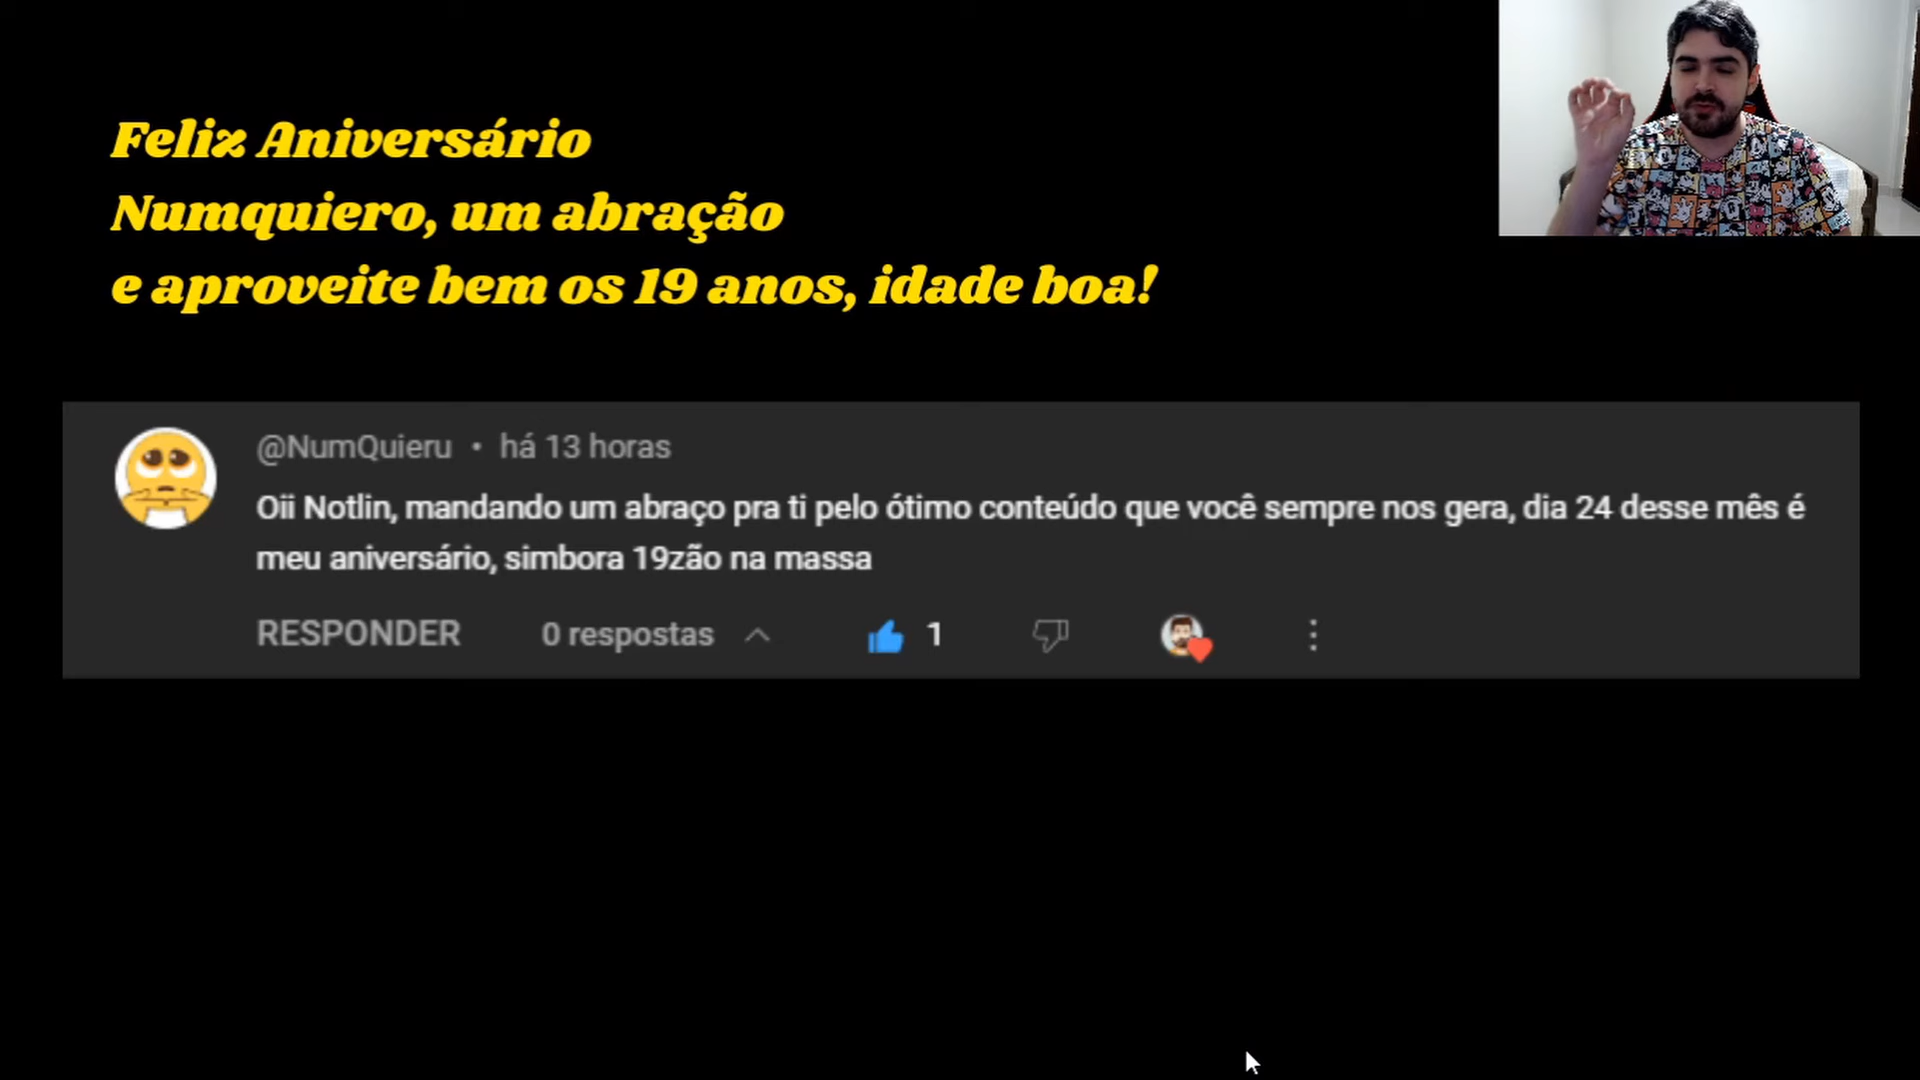 Feliz Aniversário
Numquiero, um abração
e aproveite bem os 19 anos, idade boa!
@NumQuieru • há 13 horas
Oii Notlin, mandando um abraço pra ti pelo ótimo conteúdo que você sempre nos gera, dia 24 desse mês é
meu aniversário, simbora 19zão na massa
RESPONDER 0 respostas 1